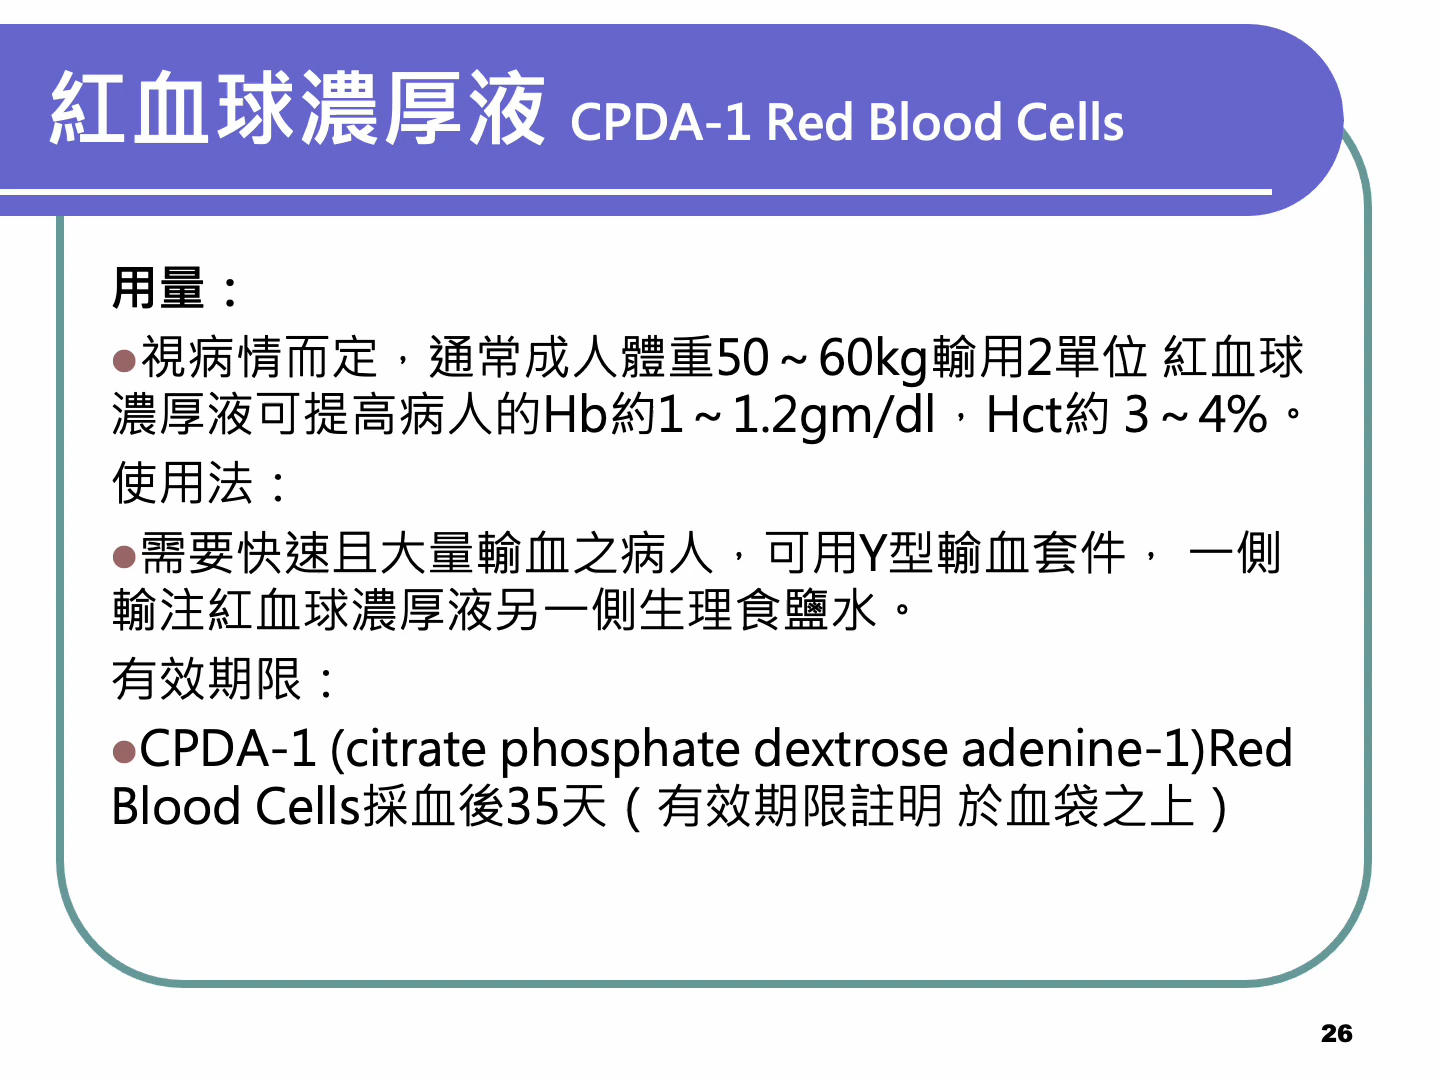 紅血球濃厚液 CPDA-1 Red Blood Cells
用量：
●視病情而定，通常成人體重50～60kg輸用2單位 紅血球
濃厚液可提高病人的Hb約1～1.2gm/dl，Hct約 3～4%。
使用法：
●需要快速且大量輸血之病人，可用Y型輸血套件， 一側
輸注紅血球濃厚液另一側生理食鹽水。
有效期限：
●CPDA-1 (citrate phosphate dextrose adenine-1)Red
Blood Cells採血後35天（有效期限註明 於血袋之上）
26